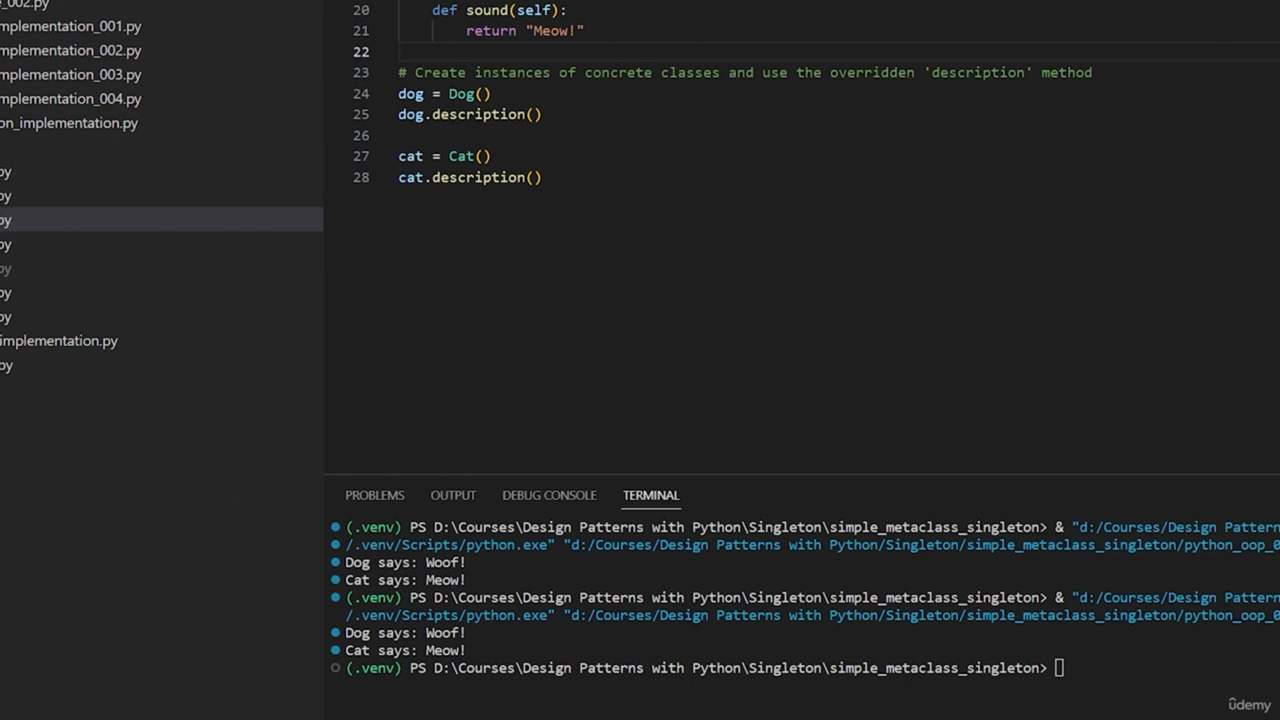 _002.py
mplementation_001.py
mplementation_002.py
mplementation_003.py
mplementation_004.py
on_implementation.py
py
py
py
py
py
py
py
implementation.py
py
20 def sound(self):
21 return "Meow!"
22
23 # Create instances of concrete classes and use the overridden 'description' method
24 dog = Dog()
25 dog.description()
26
27 cat = Cat()
28 cat.description()
PROBLEMS OUTPUT DEBUG CONSOLE TERMINAL
(.venv) PS D:\Courses\Design Patterns with Python\Singleton\simple_metaclass_singleton> & "d:/Courses/Design Pattern
/.venv/Scripts/python.exe" "d:/Courses/Design Patterns with Python/Singleton/simple_metaclass_singleton/python_oop_0
Dog says: Woof!
Cat says: Meow!
(.venv) PS D:\Courses\Design Patterns with Python\Singleton\simple_metaclass_singleton> & "d:/Courses/Design Pattern
/.venv/Scripts/python.exe" "d:/Courses/Design Patterns with Python/Singleton/simple_metaclass_singleton/python_oop_0
Dog says: Woof!
Cat says: Meow!
(.venv) PS D:\Courses\Design Patterns with Python\Singleton\simple_metaclass_singleton>
ûdemy